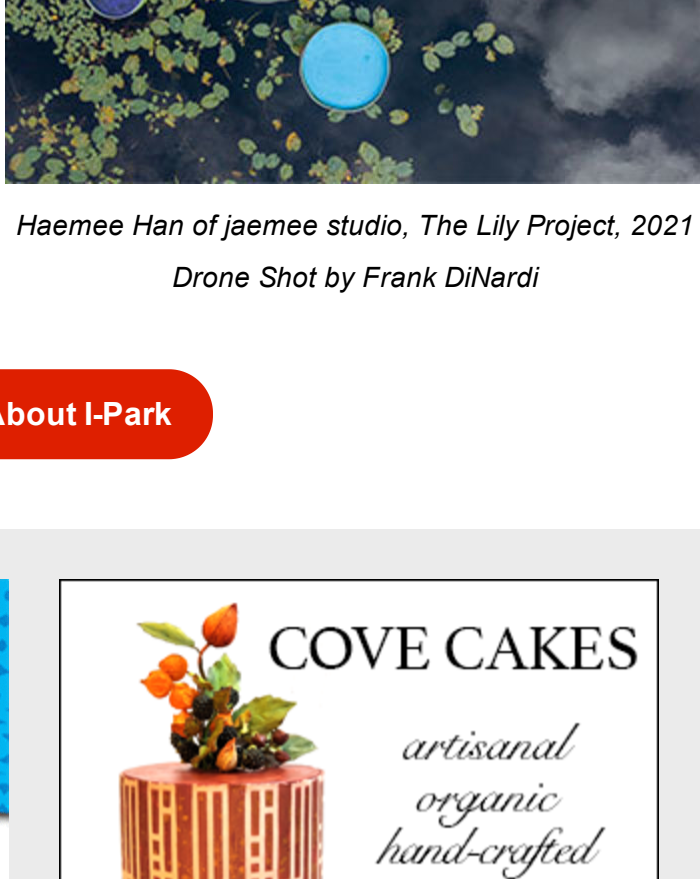 Haemee Han of jaemee studio, The Lily Project, 2021
Drone Shot by Frank DiNardi
About I-Park
COVE CAKES
artisanal
organic
hand-crafted